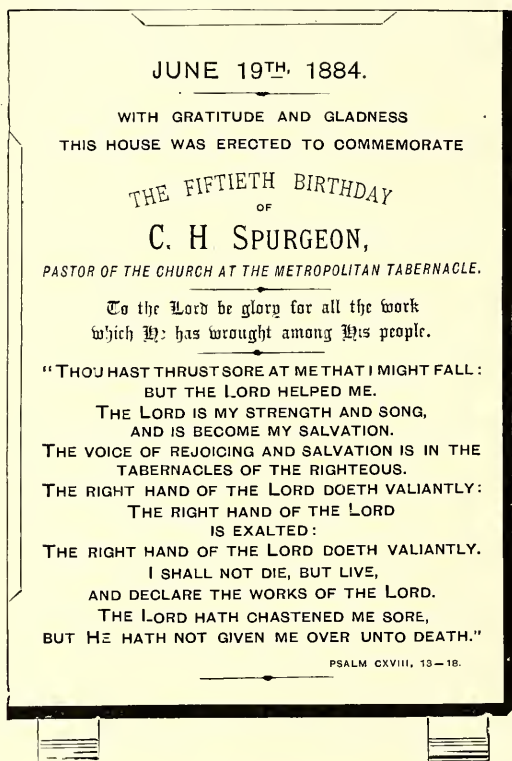 JUNE 19TH, 1884.
WITH GRATITUDE AND GLADNESS
THIS HOUSE WAS ERECTED TO COMMEMORATE
THE FIFTIETH BIRTHDAY
OF
C. H SPURGEON,
PASTOR OF THE CHURCH AT THE METROPOLITAN TABERNACLE.
To the Lord be glory for all the work
which He has wrought among His people.
"THOU HAST THRUST SORE AT ME THAT I MIGHT FALL:
BUT THE LORD HELPED ME.
THE LORD IS MY STRENGTH AND SONG,
AND IS BECOME MY SALVATION.
THE VOICE OF REJOICING AND SALVATION IS IN THE
TABERNACLES OF THE RIGHTEOUS.
THE RIGHT HAND OF THE LORD DOETH VALIANTLY:
THE RIGHT HAND OF THE LORD
IS EXALTED:
THE RIGHT HAND OF THE LORD DOETH VALIANTLY.
I SHALL NOT DIE, BUT LIVE,
AND DECLARE THE WORKS OF THE LORD.
THE LORD HATH CHASTENED ME SORE,
BUT HE HATH NOT GIVEN ME OVER UNTO DEATH."
PSALM CXVIII, 13—18.